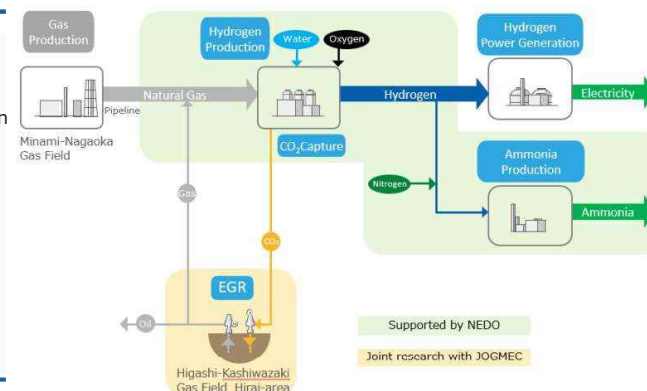 Gas
Production
Hydrogen
Production
Water
Oxygen
Hydrogen
Power Generation
Natural Gas
Pipeline
Hydrogen
Electricity
n
Minami-Nagaoka
Gas Field
CO₂Capture
Ammonia
Production
Nitrogen
Gas
Ammonia
CO₂
EGR
Oil
Supported by NEDO
Joint research with JOGMEC
Higashi-Kashiwazaki
Gas Field Hirai-area